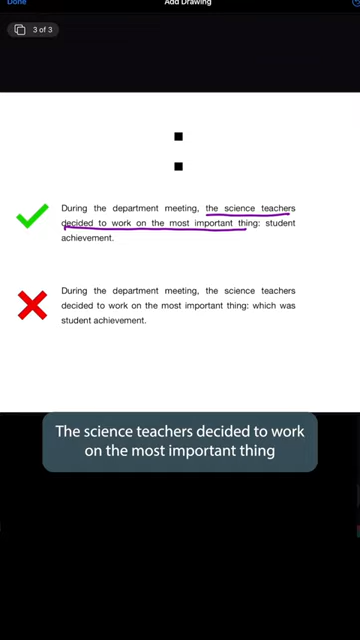 Done
Add Drawing
3 of 3
:
During the department meeting, the science teachers
decided to work on the most important thing: student
achievement.
During the department meeting, the science teachers
decided to work on the most important thing: which was
student achievement.
The science teachers decided to work
on the most important thing